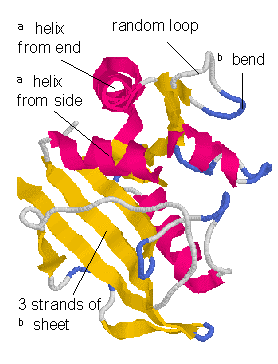 a helix
from end
random loop
b bend
a helix
from side
3 strands of
b sheet